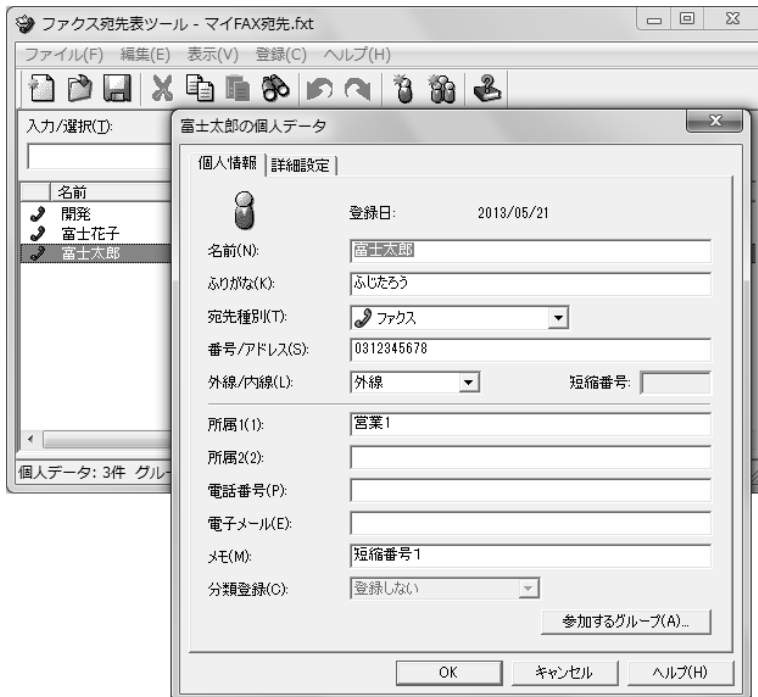 ファクス宛先表ツール - マイFAX宛先.fxt
ファイル(F) 編集(E) 表示(V) 登録(C) ヘルプ(H)
入力/選択(T):
名前
開発
富士花子
富士太郎
個人データ: 3件 グルー
富士太郎の個人データ
個人情報 詳細設定
登録日: 2013/05/21
名前(N): 富士太郎
ふりがな(K): ふじたろう
宛先種別(T): ファクス
番号/アドレス(S): 0312345678
外線/内線(L): 外線 短縮番号:
所属1(1): 営業1
所属2(2):
電話番号(P):
電子メール(E):
メモ(M): 短縮番号1
分類登録(C): 登録しない
参加するグループ(A)...
OK キャンセル ヘルプ(H)